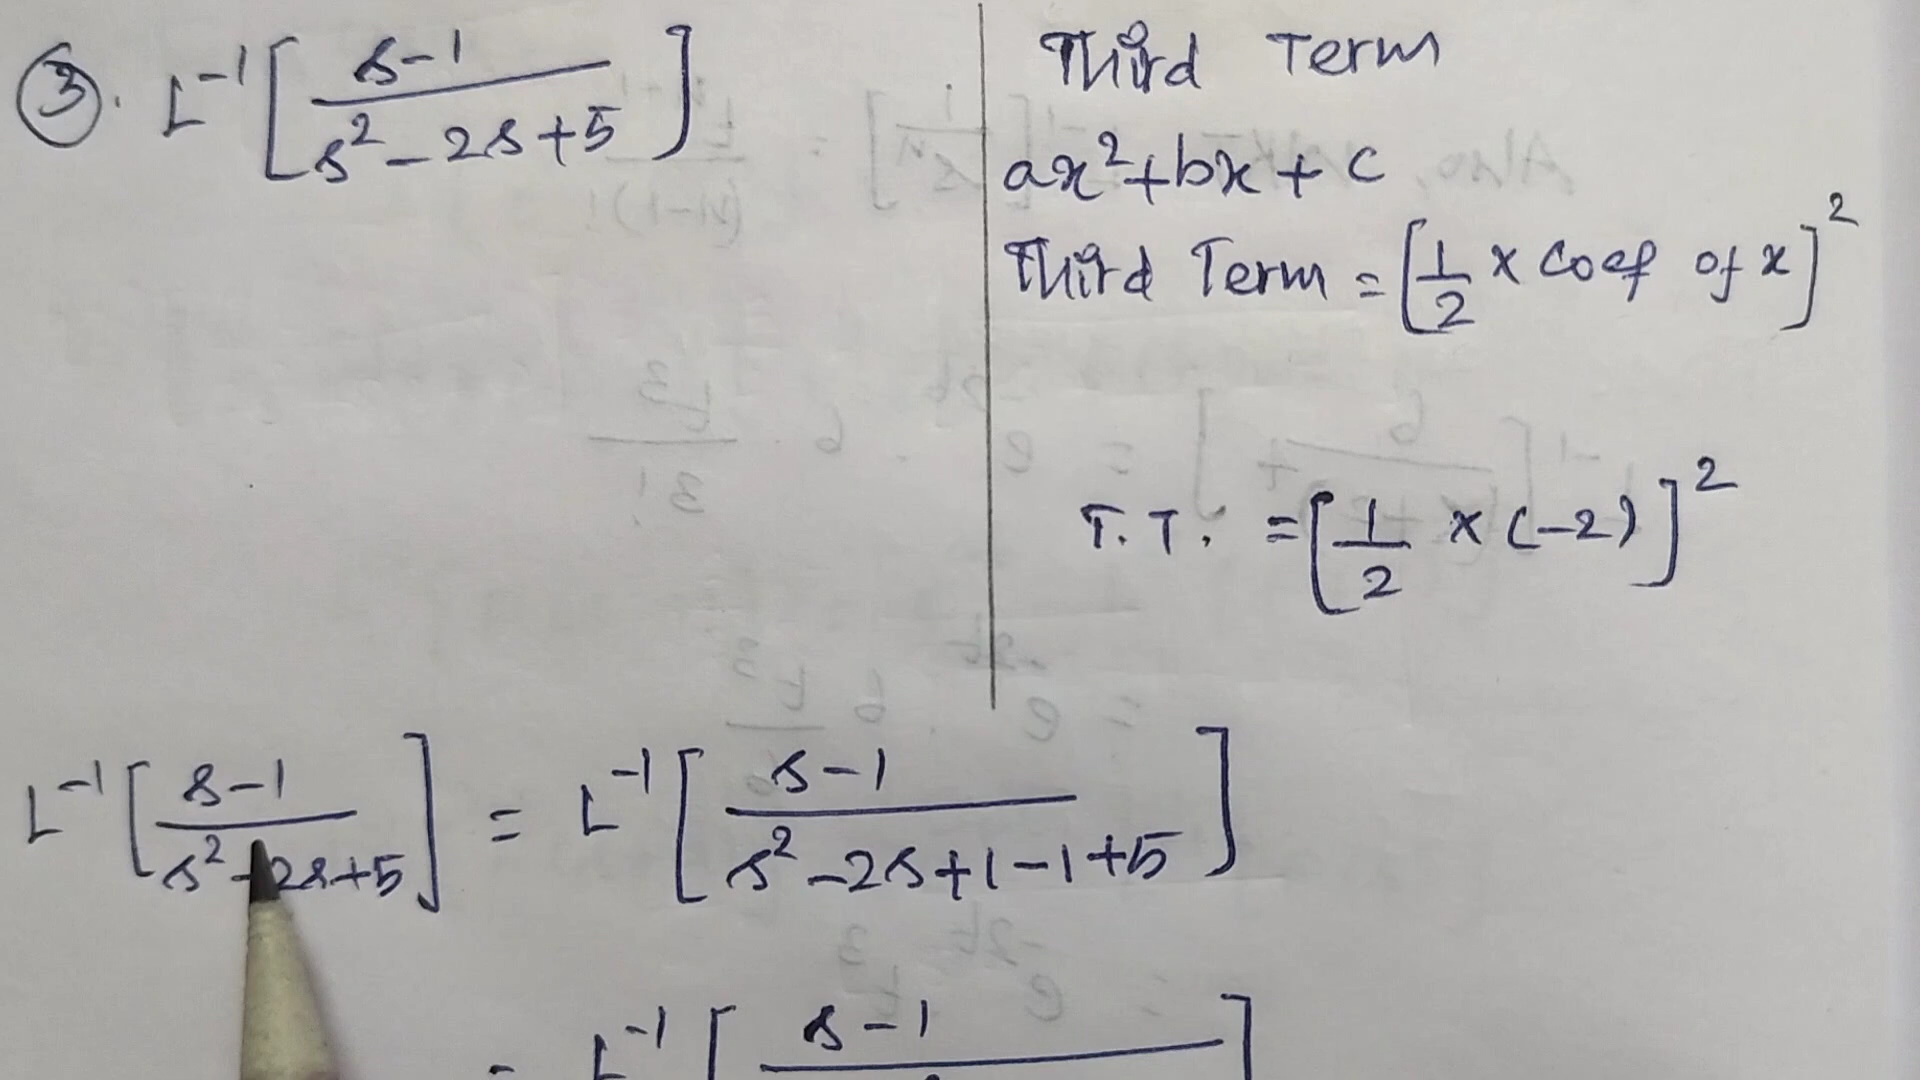 ③. L⁻¹[(s-1)/(s²-2s+5)]
Third Term
ax²+bx+c
Third Term = [1/2 × coef of x]²
T.T. = [1/2 × (-2)]²
L⁻¹[(s-1)/(s²-2s+5)] = L⁻¹[(s-1)/(s²-2s+1-1+5)]
= L⁻¹[s-1